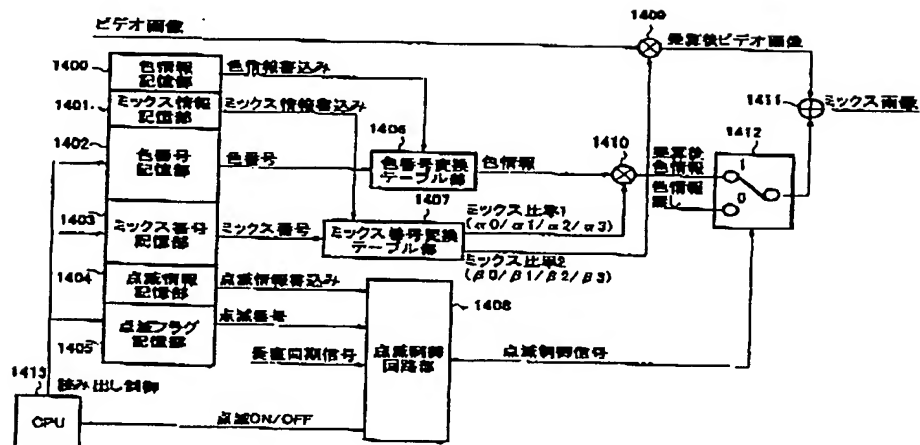 ビデオ画像
1409
乗算後ビデオ画像
1400
色情報
記憶部
色情報書込み
1401
ミックス情報
記憶部
ミックス情報書込み
1411
ミックス画像
1402
色番号
記憶部
色番号
1406
色番号変換
テーブル部
色情報
1410
乗算後
色情報
1412
1
色情報
無し
0
1403
ミックス番号
記憶部
ミックス番号
1407
ミックス番号変換
テーブル部
ミックス比率1
(α0/α1/α2/α3)
ミックス比率2
(β0/β1/β2/β3)
1404
点滅情報
記憶部
点滅情報書込み
1405
点滅フラグ
記憶部
点滅番号
1408
垂直同期信号
点滅制御
回路部
点滅制御信号
1413
読み出し制御
CPU
点滅ON/OFF